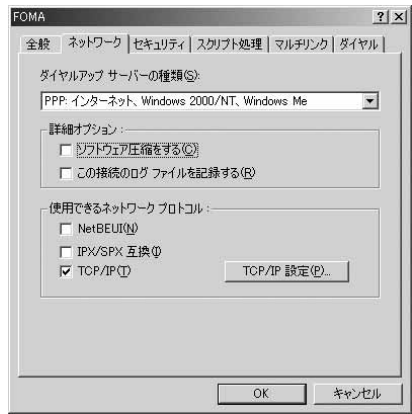 FOMA
全般 ネットワーク セキュリティ スクリプト処理 マルチリンク ダイヤル
ダイヤルアップ サーバーの種類(S):
PPP: インターネット、Windows 2000/NT、Windows Me
詳細オプション :
ソフトウェア圧縮をする(C)
この接続のログ ファイルを記録する(R)
使用できるネットワーク プロトコル :
NetBEUI(N)
IPX/SPX 互換(I)
TCP/IP(T) TCP/IP 設定(P)...
OK キャンセル